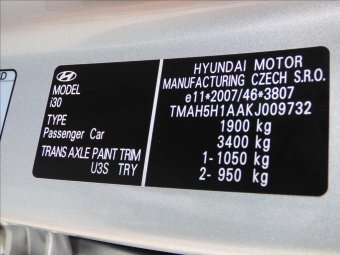 D
MODEL
i30
TYPE
Passenger Car
TRANS AXLE PAINT TRIM
U3S TRY
HYUNDAI MOTOR
MANUFACTURING CZECH S.R.O.
e11*2007/46*3807
TMAH5H1AAKJ009732
1900 kg
3400 kg
1- 1050 kg
2- 950 kg